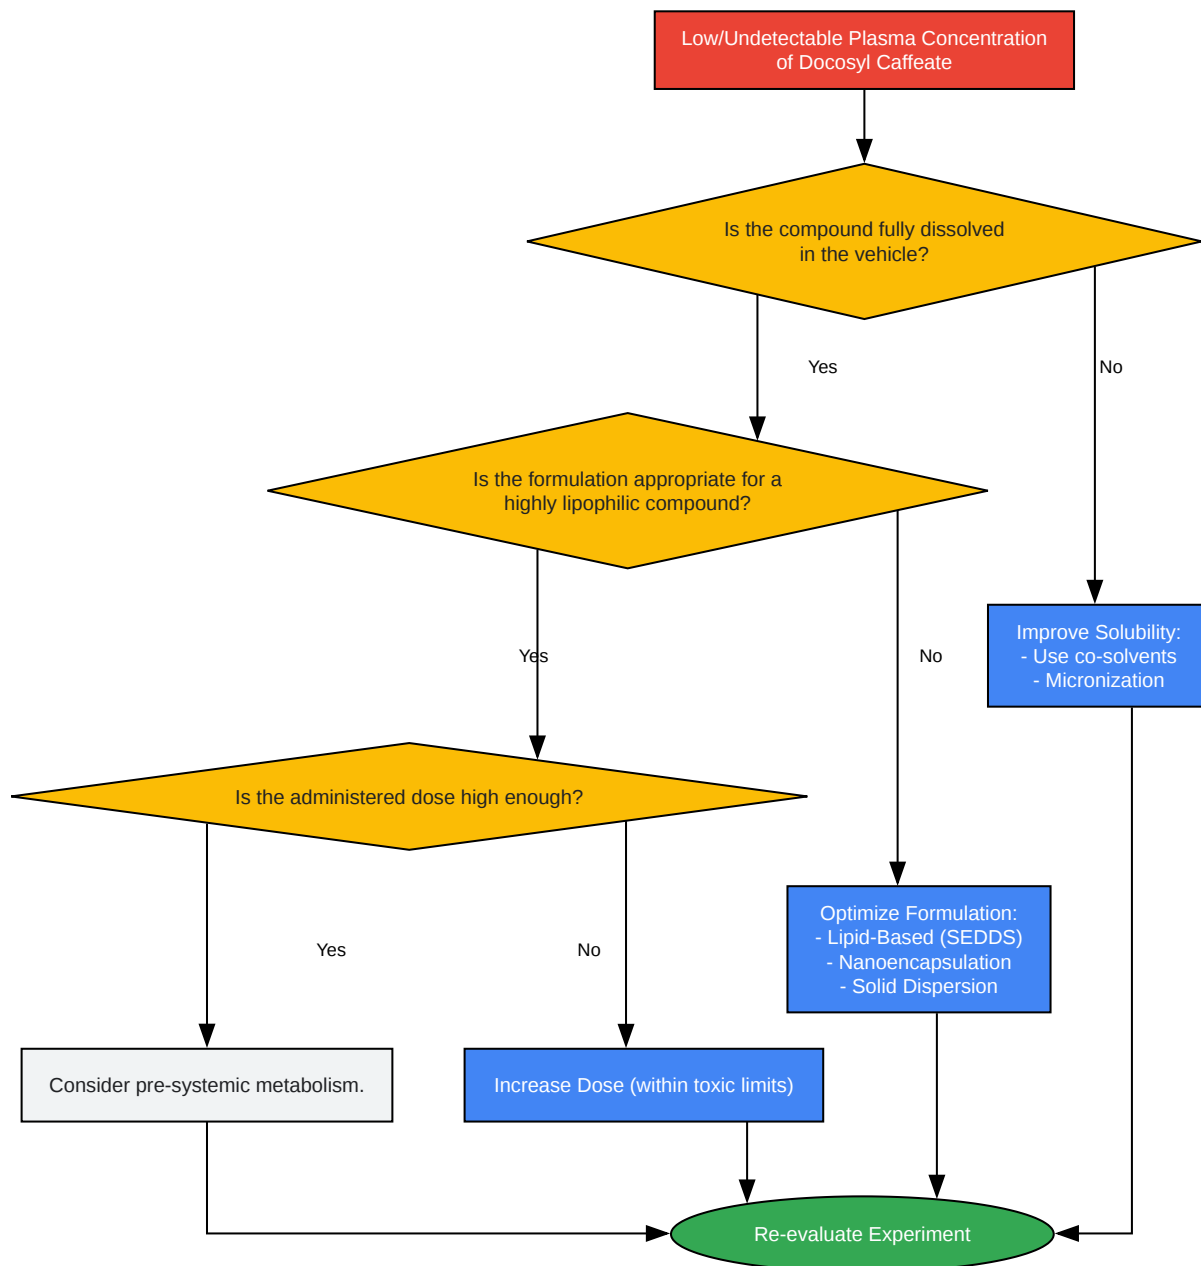 Low/Undetectable Plasma Concentration
of Docosyl Caffeate
Is the compound fully dissolved
in the vehicle?
Yes
No
Is the formulation appropriate for a
highly lipophilic compound?
Yes
No
Improve Solubility:
- Use co-solvents
- Micronization
Is the administered dose high enough?
Yes
No
Optimize Formulation:
- Lipid-Based (SEDDS)
- Nanoencapsulation
- Solid Dispersion
Consider pre-systemic metabolism.
Increase Dose (within toxic limits)
Re-evaluate Experiment